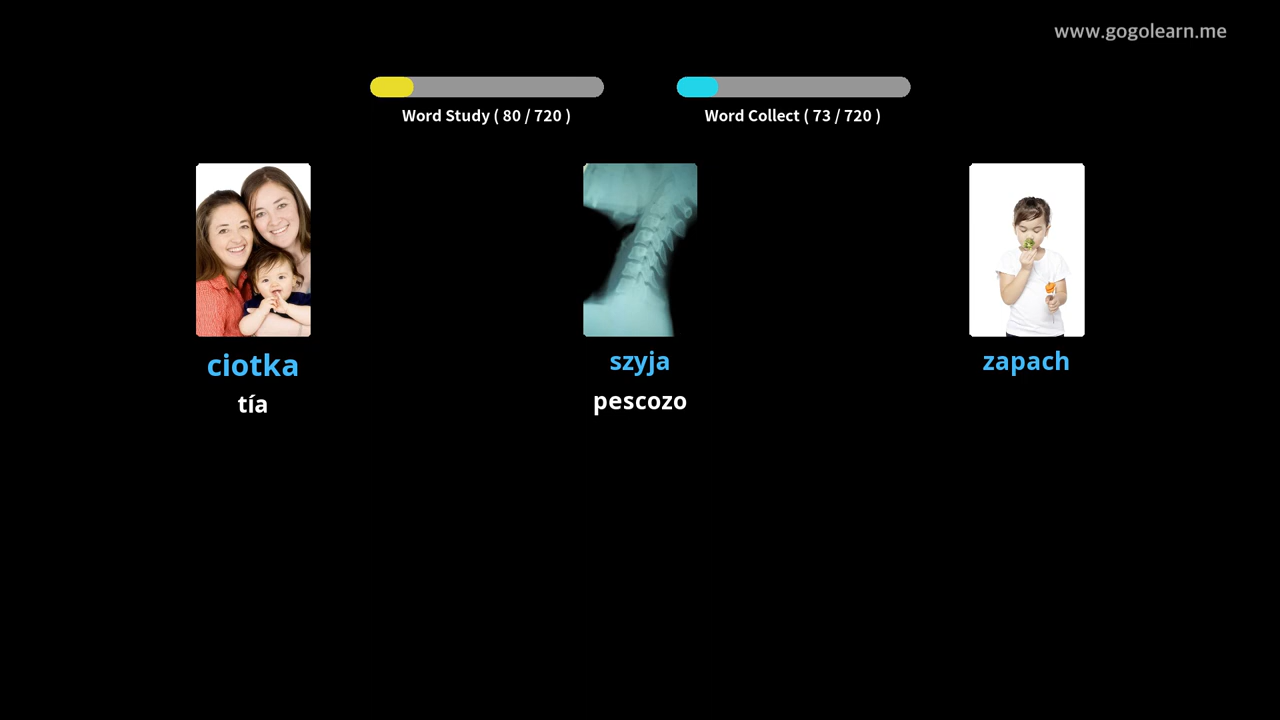 www.gogolearn.me
Word Study ( 80 / 720 )
Word Collect ( 73 / 720 )
ciotka
szyja
zapach
tía
pescozo